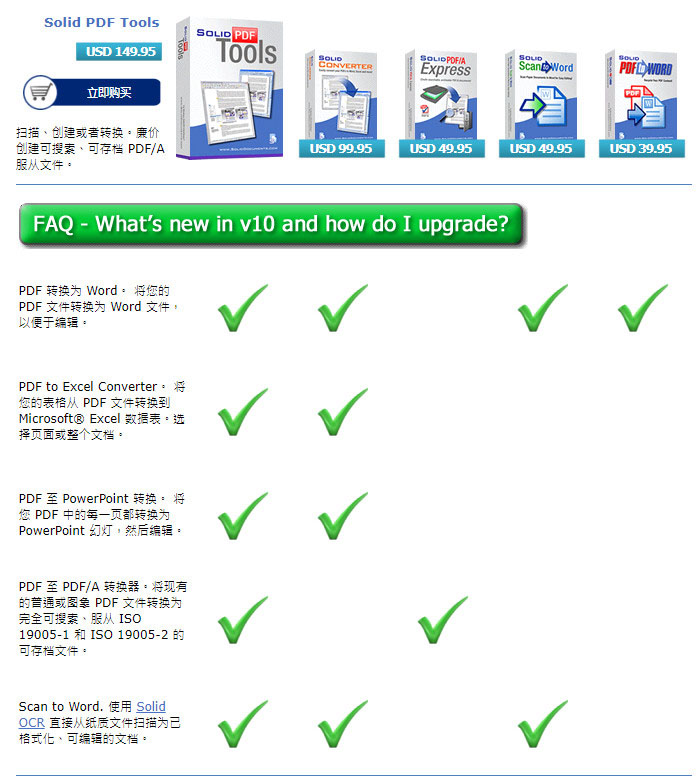 Solid PDF Tools
USD 149.95
立即购买
扫描、创建或者转换。廉价
创建可搜素、可存档 PDF/A
服从文件。
SOLID PDF
Tools
SOLID
CONVERTER
USD 99.95
SOLID PDF/A
Express
USD 49.95
SOLID
Scan to Word
USD 49.95
SOLID
PDF to WORD
PDF
USD 39.95
FAQ - What's new in v10 and how do I upgrade?
PDF 转换为 Word。 将您的
PDF 文件转换为 Word 文件，
以便于编辑。
PDF to Excel Converter。 将
您的表格从 PDF 文件转换到
Microsoft® Excel 数据表。选
择页面或整个文档。
PDF 至 PowerPoint 转换。 将
您 PDF 中的每一页都转换为
PowerPoint 幻灯，然后编辑。
PDF 至 PDF/A 转换器。将现有
的普通或图象 PDF 文件转换为
完全可搜素、服从 ISO
19005-1 和 ISO 19005-2 的
可存档文件。
Scan to Word. 使用 Solid
OCR 直接从纸质文件扫描为已
格式化、可编辑的文档。